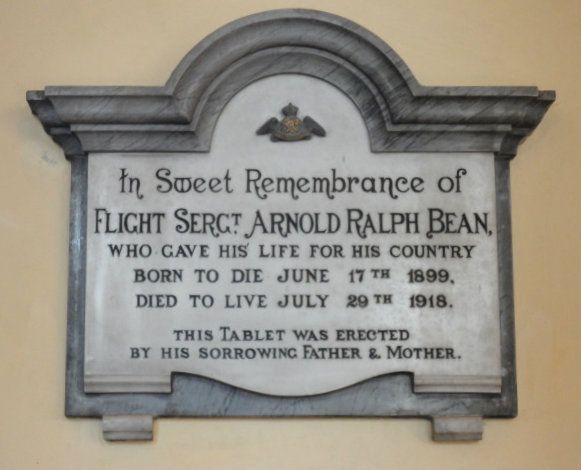 In Sweet Remembrance of
FLIGHT SERGT. ARNOLD RALPH BEAN,
WHO GAVE HIS LIFE FOR HIS COUNTRY
BORN TO DIE JUNE 17TH 1899,
DIED TO LIVE JULY 29TH 1918.
THIS TABLET WAS ERECTED
BY HIS SORROWING FATHER & MOTHER.